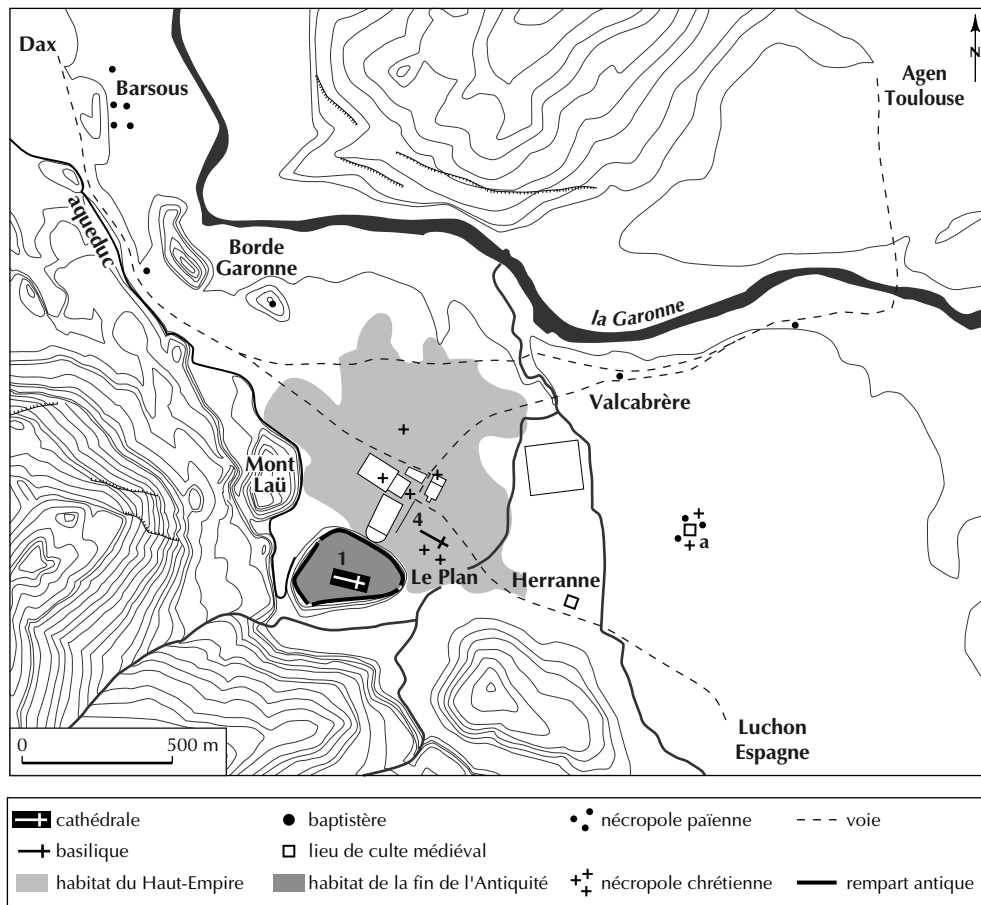 Dax
Barsous
N
Agen
Toulouse
aqueduc
Borde
Garonne
la Garonne
Valcabrère
Mont
Laü
4
1
Le Plan
Herranne
a
Luchon
Espagne
0 500 m
cathédrale
baptistère
nécropole païenne
voie
basilique
lieu de culte médiéval
habitat du Haut-Empire
habitat de la fin de l'Antiquité
nécropole chrétienne
rempart antique